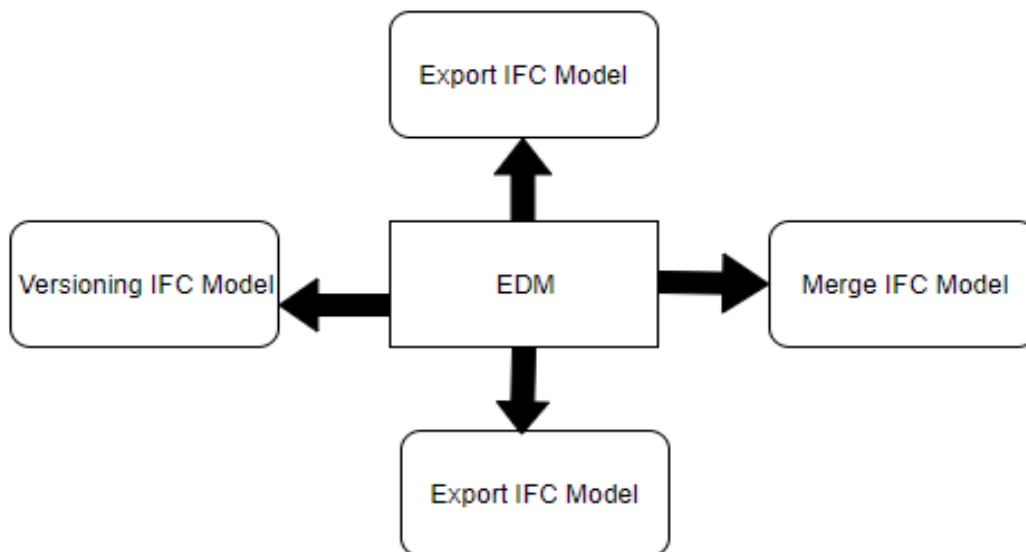 Export IFC Model
Versioning IFC Model
EDM
Merge IFC Model
Export IFC Model